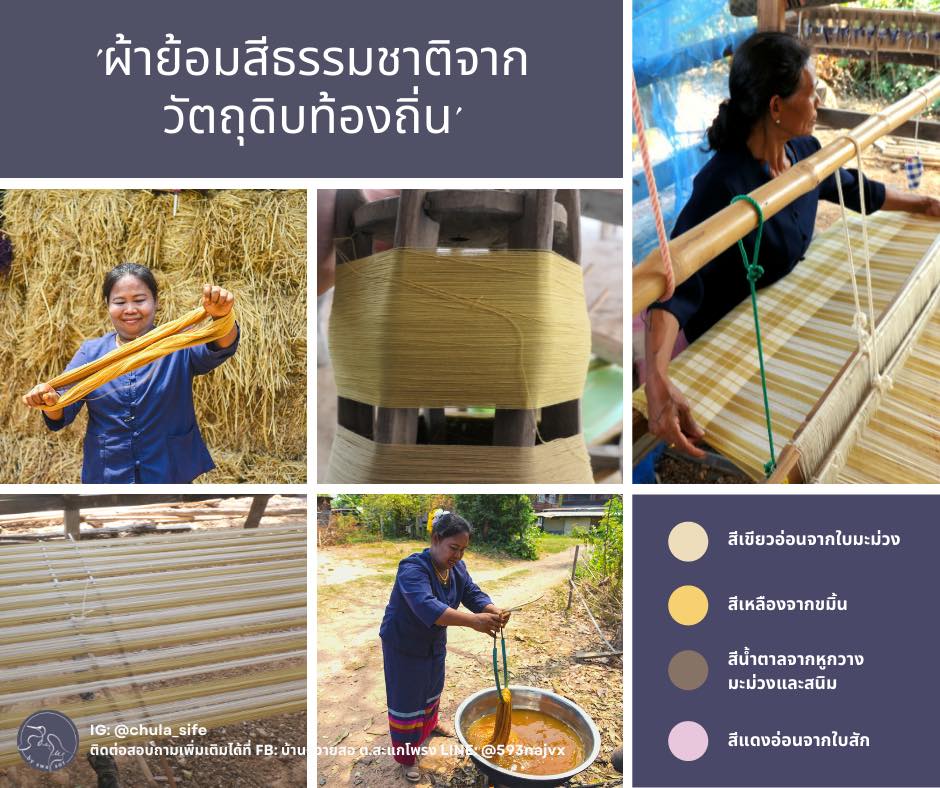 'ผ้าย้อมสีธรรมชาติจาก
วัตถุดิบท้องถิ่น'
สีเขียวอ่อนจากใบมะม่วง
สีเหลืองจากขมิ้น
สีน้ำตาลจากหูกวาง
มะม่วงและสนิม
สีแดงอ่อนจากใบสัก
IG: @chula_sife
ติดต่อสอบถามเพิ่มเติมได้ที่ FB: บ้านสวายสอ ต.สะแกโพรง LINE: @593najvx